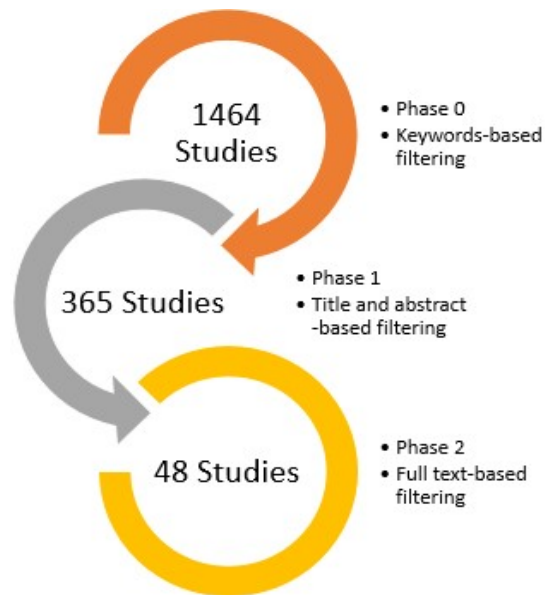 1464
Studies
• Phase 0
• Keywords-based
filtering
365 Studies
• Phase 1
• Title and abstract
-based filtering
48 Studies
• Phase 2
• Full text-based
filtering